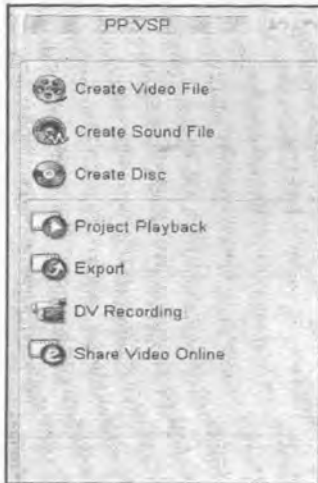 PP.VSP
Create Video File
Create Sound File
Create Disc
Project Playback
Export
DV Recording
Share Video Online